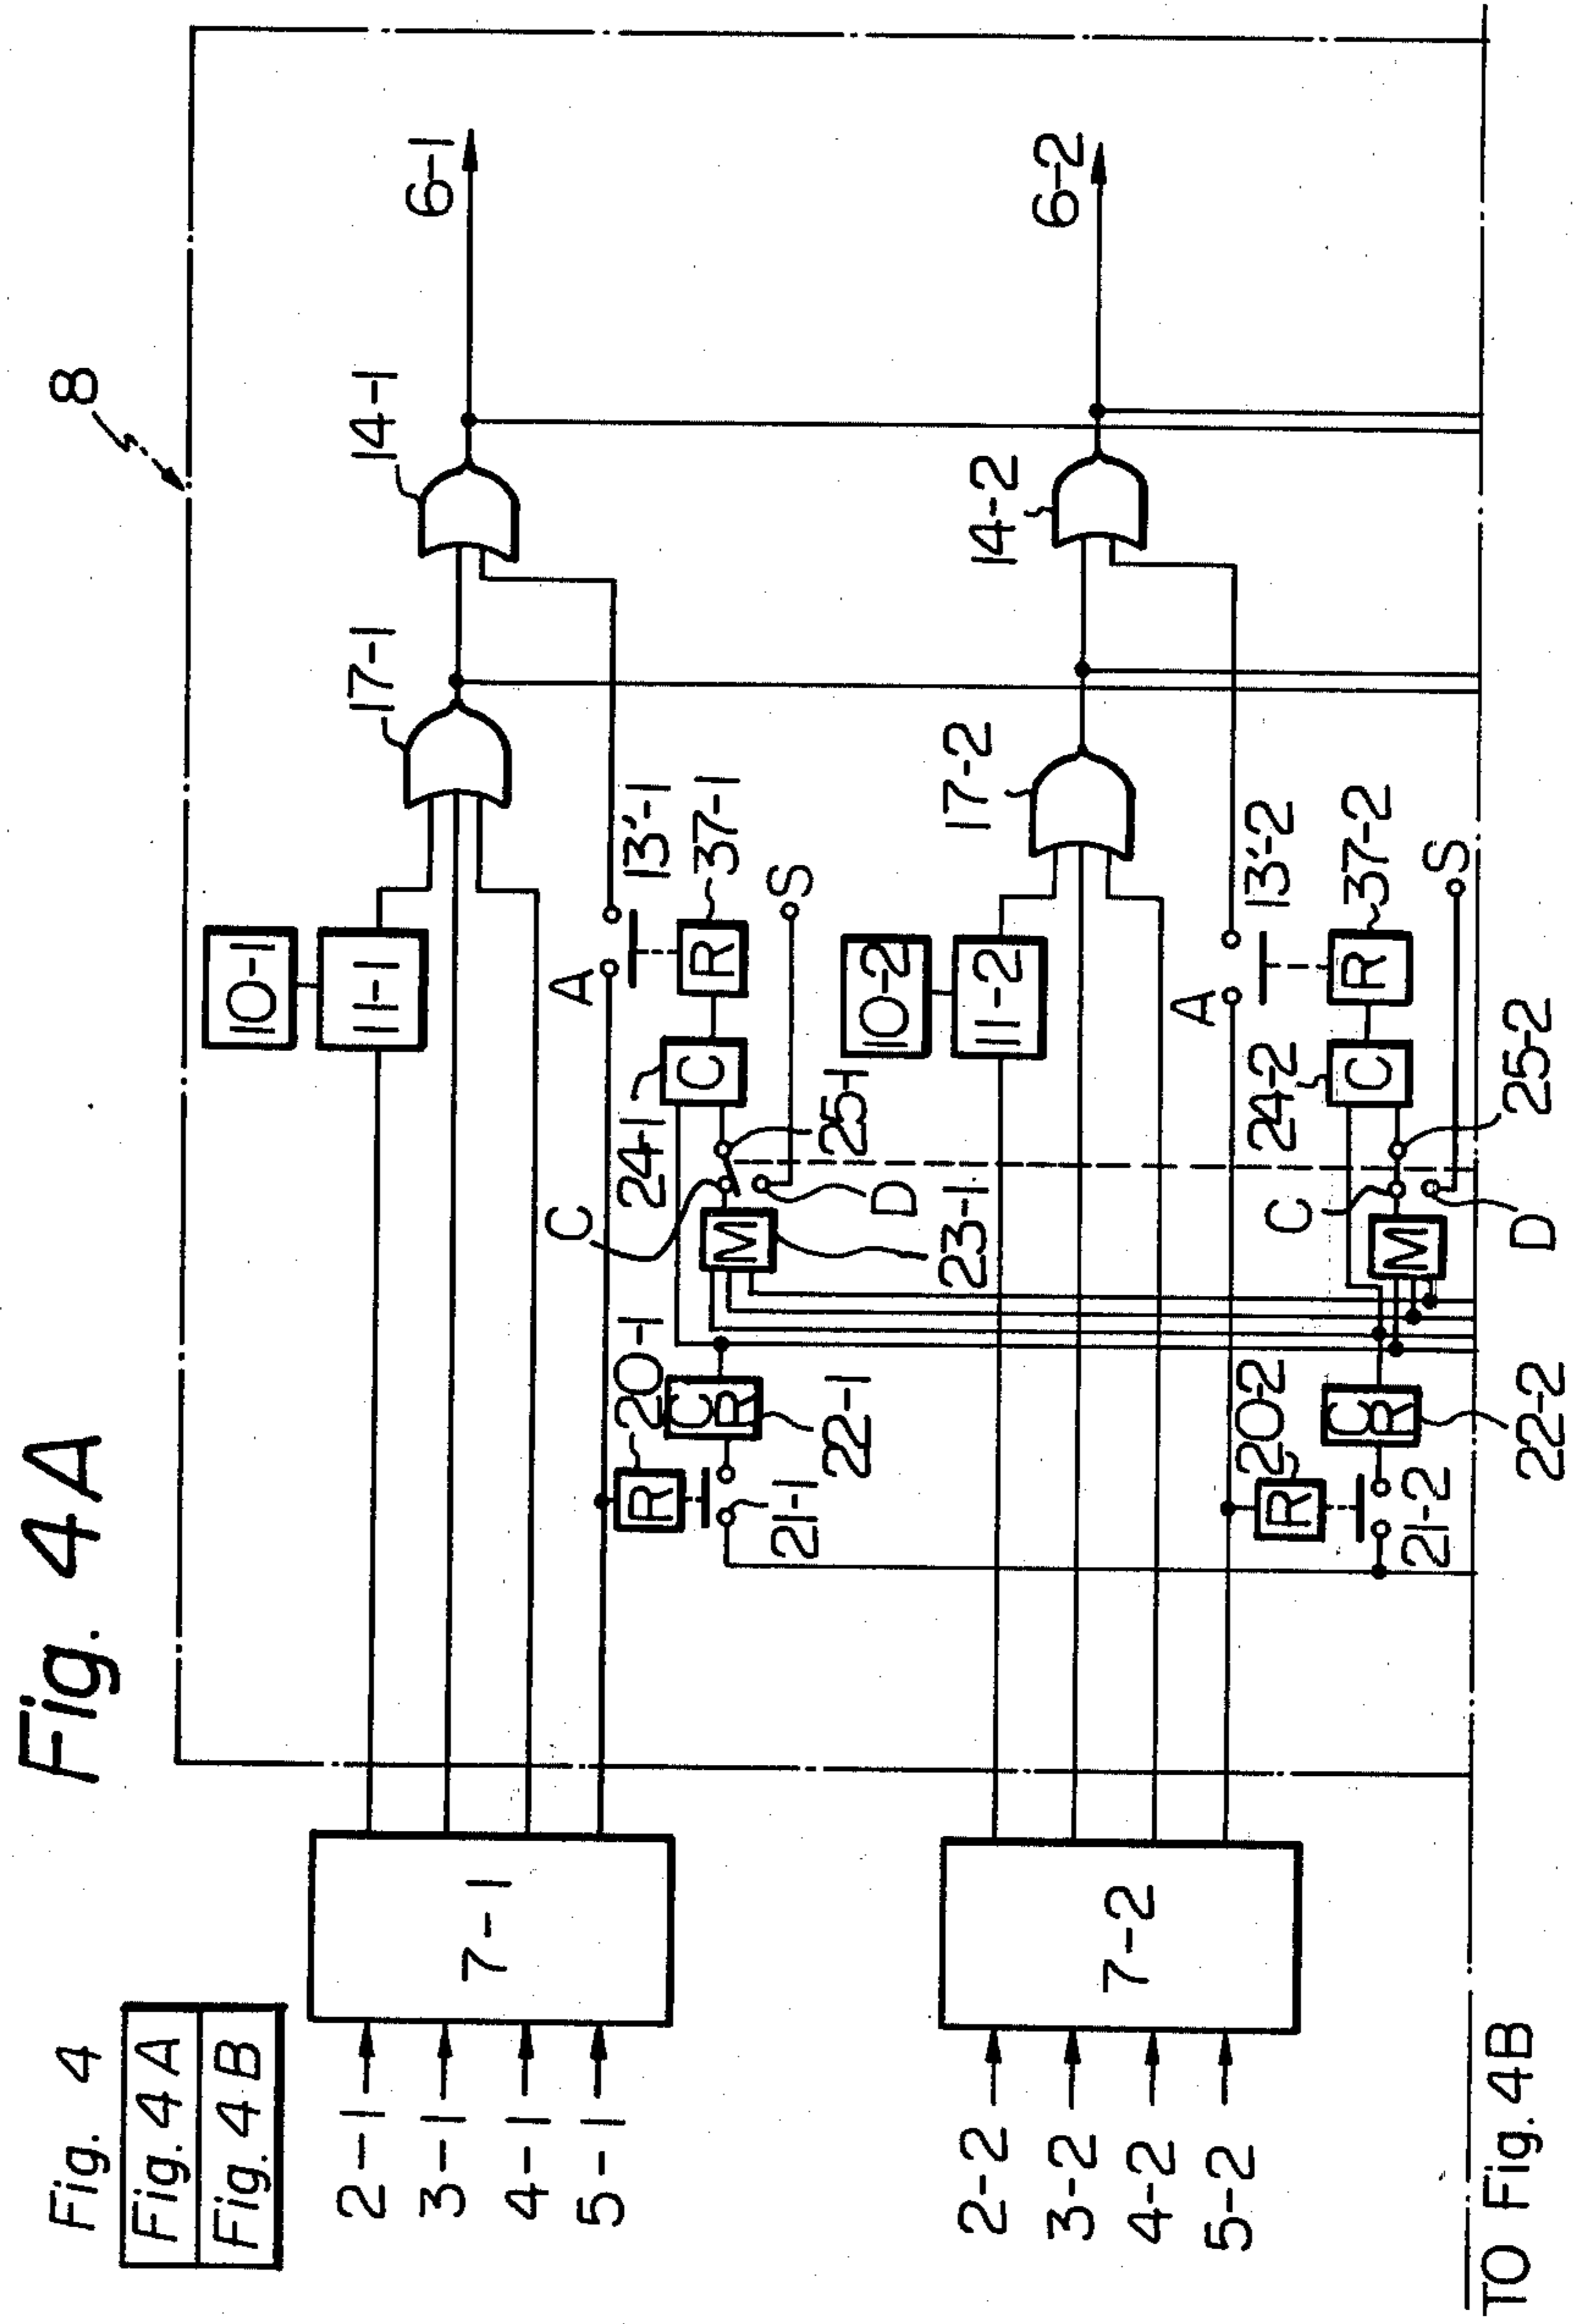 Fig. 4A
Fig. 4
Fig. 4A
Fig. 4B
8
2-1
3-1
4-1
5-1
7-1
10-1
11-1
17-1
14-1
6-1
A
13'-1
R
20-1
21-1
CR
22-1
M
23-1
C
D
25-1
C
24-1
R
37-1
S
2-2
3-2
4-2
5-2
7-2
10-2
11-2
17-2
14-2
6-2
A
13'-2
R
20-2
21-2
CR
22-2
M
C
D
25-2
C
24-2
R
37-2
S
TO Fig. 4B